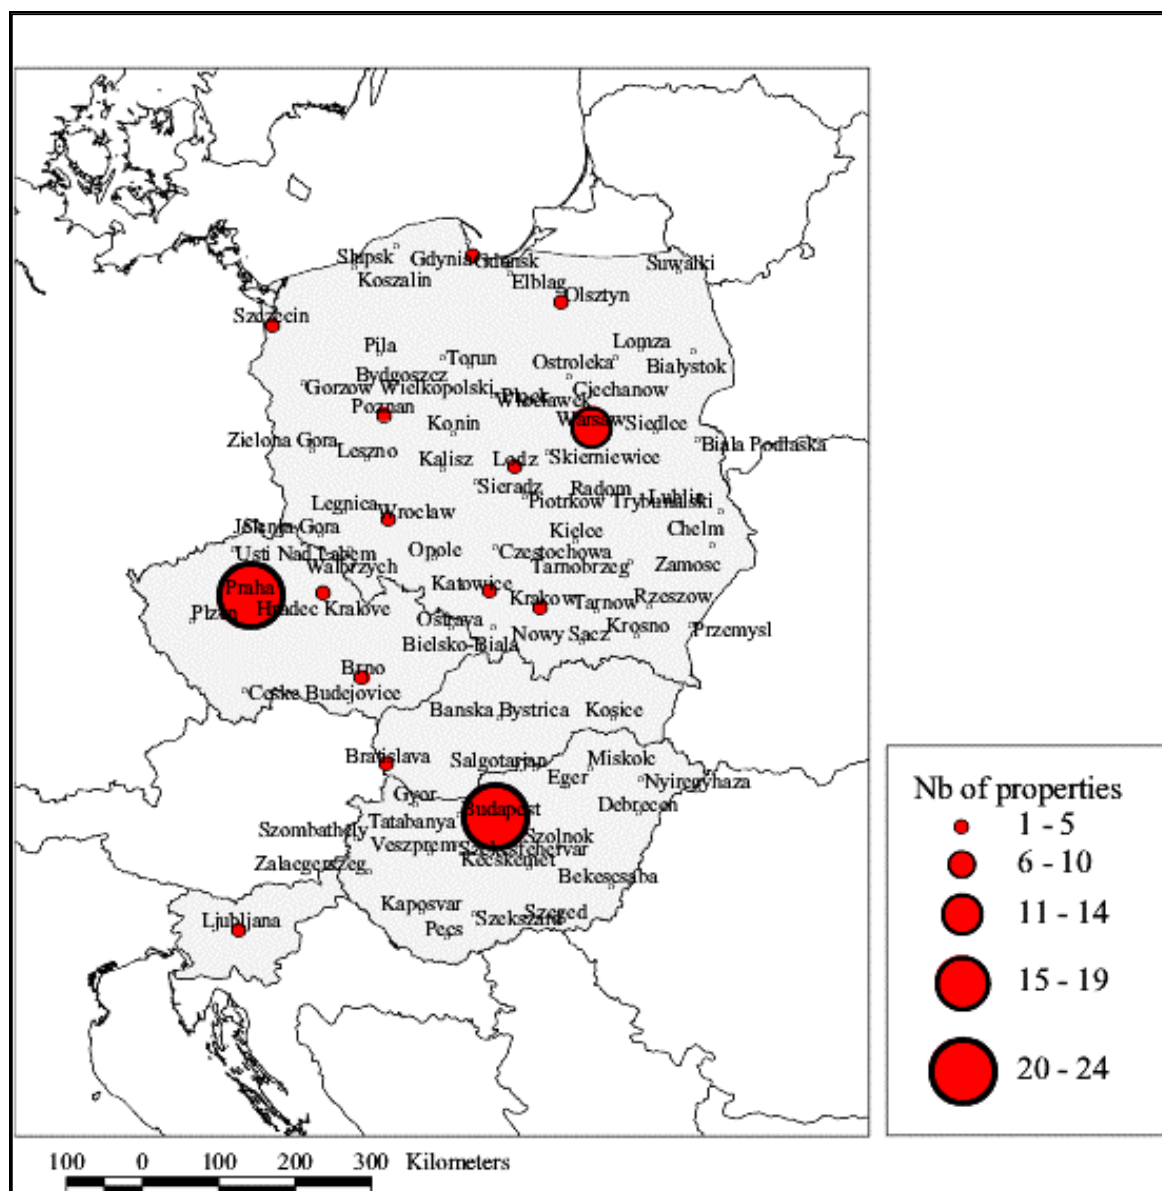 Slupsk
Gdynia
Gdansk
Suwalki
Koszalin
Elblag
Olsztyn
Szczecin
Pila
Torun
Ostroleka
Lomza
Bialystok
Bydgoszcz
Gorzow Wielkopolski
Plock
Wloclawek
Ciechanow
Poznan
Konin
Warsaw
Siedlce
Zielona Gora
Leszno
Kalisz
Lodz
Skierniewice
Biala Podlaska
Sieradz
Radom
Lublin
Legnica
Wroclaw
Piotrkow Trybunalski
Jelenia Gora
Kielce
Chelm
Usti Nad Labem
Walbrzych
Opole
Czestochowa
Tarnobrzeg
Zamosc
Praha
Hradec Kralove
Katowice
Krakow
Tarnow
Rzeszow
Plzen
Ostrava
Bielsko-Biala
Nowy Sacz
Krosno
Przemysl
Brno
Ceske Budejovice
Banska Bystrica
Kosice
Bratislava
Salgotarjan
Miskolc
Eger
Nyiregyhaza
Gyor
Budapest
Debrecen
Tatabanya
Szombathely
Veszprem
Szolnok
Szekesfehervar
Kecskemet
Zalaegerszeg
Bekescsaba
Kaposvar
Szekszard
Szeged
Pecs
Ljubljana
Nb of properties
1 - 5
6 - 10
11 - 14
15 - 19
20 - 24
100 0 100 200 300 Kilometers